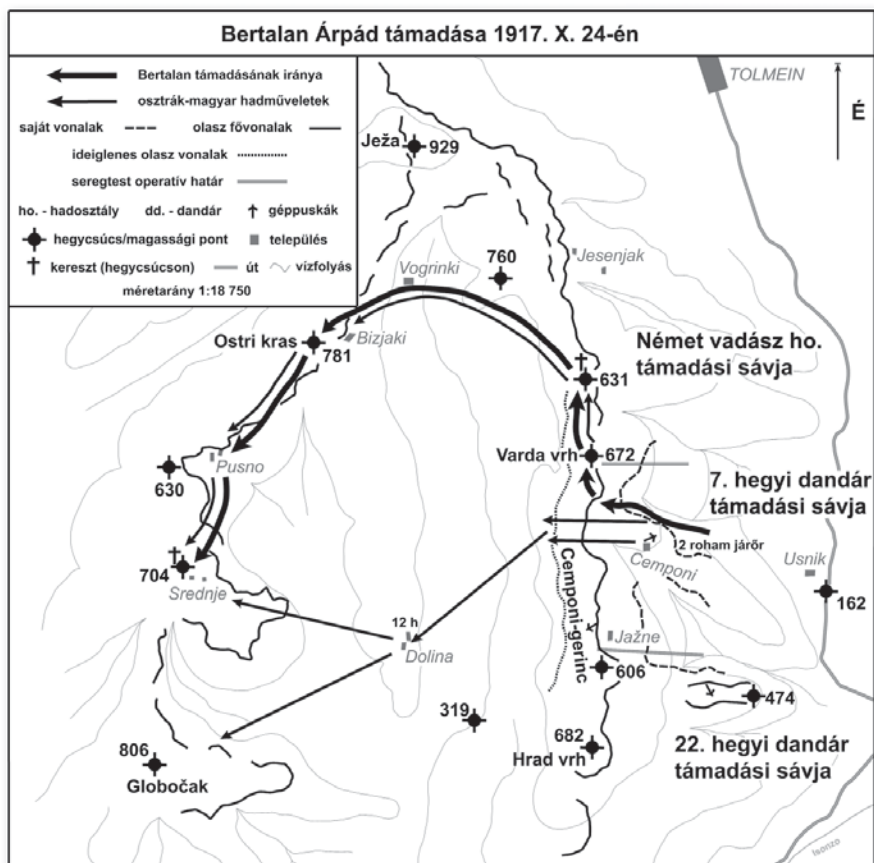 Bertalan Árpád támadása 1917. X. 24-én
Bertalan támadásának iránya
osztrák-magyar hadműveletek
saját vonalak olasz fővonalak
ideiglenes olasz vonalak
seregtest operatív határ
ho. - hadosztály dd. - dandár géppuskák
hegycsúcs/magassági pont település
kereszt (hegycsúcson) út vízfolyás
méretarány 1:18 750
TOLMEIN
É
Ježa
929
760
Jesenjak
Vogrinki
Ostri kras
781
Bizjaki
631
Német vadász ho.
támadási sávja
Varda vrh
672
Pusno
630
7. hegyi dandár
támadási sávja
2 roham járőr
Cemponi
Usnik
162
704
Srednje
Cemponi-gerinc
12 h
Dolina
Jažne
606
474
319
682
Hrad vrh
22. hegyi dandár
támadási sávja
806
Globočak
Isonzo